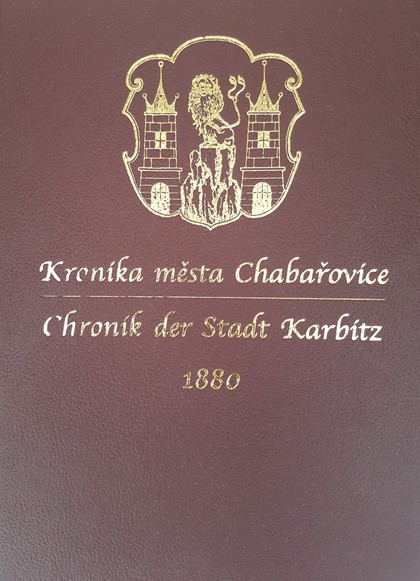 Kronika města Chabařovice
Chronik der Stadt Karbitz
1880